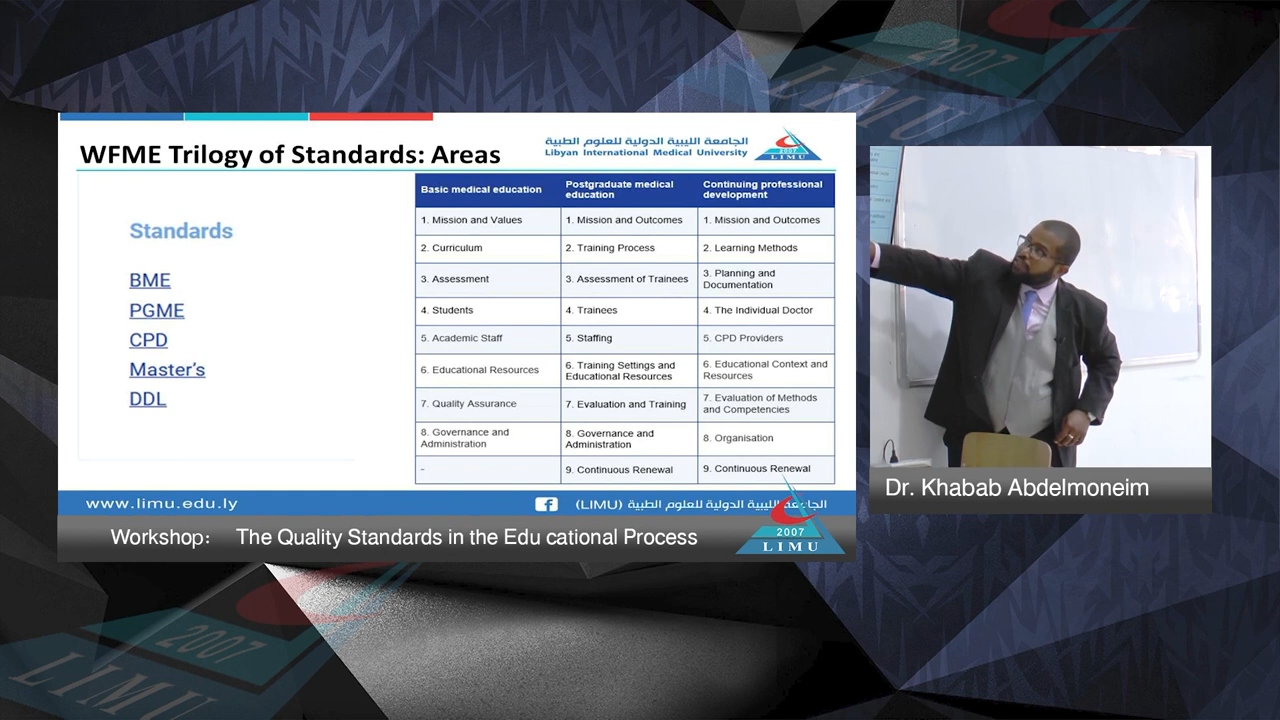 WFME Trilogy of Standards: Areas
الجامعة الليبية الدولية للعلوم الطبية
Libyan International Medical University
2007
LIMU
Standards
BME
PGME
CPD
Master's
DDL
Basic medical education
Postgraduate medical education
Continuing professional development
1. Mission and Values
1. Mission and Outcomes
1. Mission and Outcomes
2. Curriculum
2. Training Process
2. Learning Methods
3. Assessment
3. Assessment of Trainees
3. Planning and
Documentation
4. Students
4. Trainees
4. The Individual Doctor
5. Academic Staff
5. Staffing
5. CPD Providers
6. Educational Resources
6. Training Settings and
Educational Resources
6. Educational Context and
Resources
7. Quality Assurance
7. Evaluation and Training
7. Evaluation of Methods
and Competencies
8. Governance and
Administration
8. Governance and
Administration
8. Organisation
-
9. Continuous Renewal
9. Continuous Renewal
www.limu.edu.ly
الجامعة الليبية الدولية للعلوم الطبية (LIMU)
Workshop: The Quality Standards in the Edu cational Process
2007
LIMU
Dr. Khabab Abdelmoneim
2007
LIMU
2007
LIMU